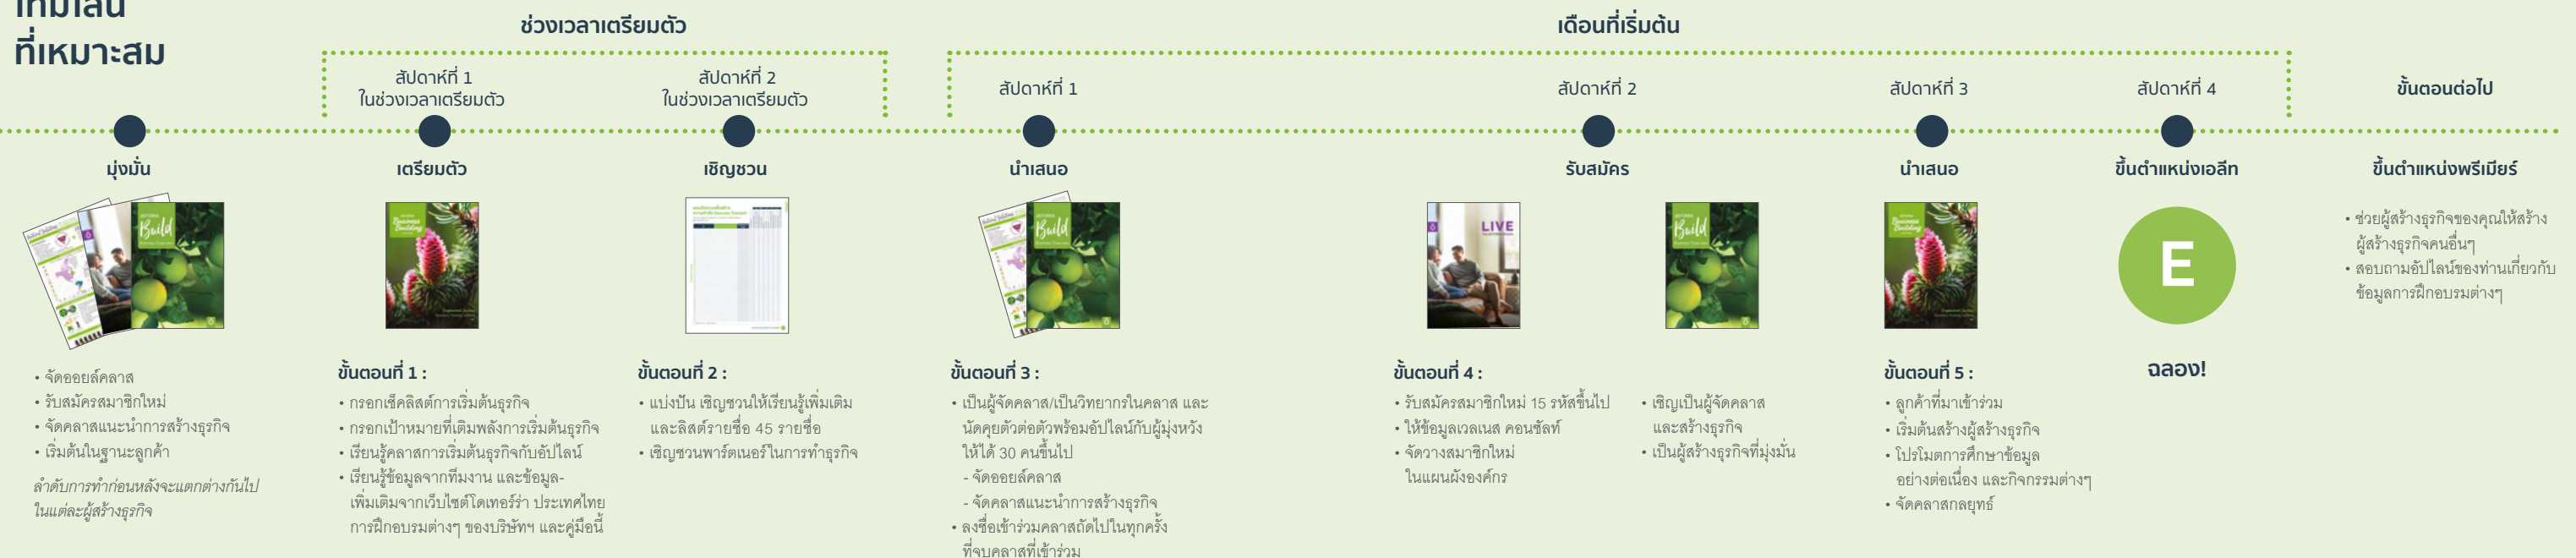 ไทม์ไลน์
ที่เหมาะสม
ช่วงเวลาเตรียมตัว
เดือนที่เริ่มต้น
สัปดาห์ที่ 1
ในช่วงเวลาเตรียมตัว
สัปดาห์ที่ 2
ในช่วงเวลาเตรียมตัว
สัปดาห์ที่ 1
สัปดาห์ที่ 2
สัปดาห์ที่ 3
สัปดาห์ที่ 4
ขั้นตอนต่อไป
มุ่งมั่น
เตรียมตัว
เชิญชวน
นำเสนอ
รับสมัคร
นำเสนอ
ขึ้นตำแหน่งเอลีท
ขึ้นตำแหน่งพรีเมียร์
Build
Business Building
Build
LIVE
Build
Business Building
E
• จัดออยล์คลาส
• รับสมัครสมาชิกใหม่
• จัดคลาสแนะนำการสร้างธุรกิจ
• เริ่มต้นในฐานะลูกค้า
ลำดับการทำก่อนหลังจะแตกต่างกันไป
ในแต่ละผู้สร้างธุรกิจ
ขั้นตอนที่ 1 :
• กรอกเช็คลิสต์การเริ่มต้นธุรกิจ
• กรอกเป้าหมายที่เติมพลังการเริ่มต้นธุรกิจ
• เรียนรู้คลาสการเริ่มต้นธุรกิจกับอัปไลน์
• เรียนรู้ข้อมูลจากทีมงาน และข้อมูล-
เพิ่มเติมจากเว็บไซต์โดเทอร์ร่า ประเทศไทย
การฝึกอบรมต่างๆ ของบริษัทฯ และคู่มือนี้
ขั้นตอนที่ 2 :
• แบ่งปัน เชิญชวนให้เรียนรู้เพิ่มเติม
และลิสต์รายชื่อ 45 รายชื่อ
• เชิญชวนพาร์ตเนอร์ในการทำธุรกิจ
ขั้นตอนที่ 3 :
• เป็นผู้จัดคลาส/เป็นวิทยากรในคลาส และ
นัดคุยตัวต่อตัวพร้อมอัปไลน์กับผู้มุ่งหวัง
ให้ได้ 30 คนขึ้นไป
- จัดออยล์คลาส
- จัดคลาสแนะนำการสร้างธุรกิจ
• ลงชื่อเข้าร่วมคลาสถัดไปในทุกครั้ง
ที่จบคลาสที่เข้าร่วม
ขั้นตอนที่ 4 :
• รับสมัครสมาชิกใหม่ 15 รหัสขึ้นไป
• ให้ข้อมูลเวลเนส คอนซัลท์
• จัดวางสมาชิกใหม่
ในแผนผังองค์กร
• เชิญเป็นผู้จัดคลาส
และสร้างธุรกิจ
• เป็นผู้สร้างธุรกิจที่มุ่งมั่น
ขั้นตอนที่ 5 :
• ลูกค้าที่มาเข้าร่วม
• เริ่มต้นสร้างผู้สร้างธุรกิจ
• โปรโมตการศึกษาข้อมูล
อย่างต่อเนื่อง และกิจกรรมต่างๆ
• จัดคลาสกลยุทธ์
ฉลอง!
• ช่วยผู้สร้างธุรกิจของคุณให้สร้าง
ผู้สร้างธุรกิจคนอื่นๆ
• สอบถามอัปไลน์ของท่านเกี่ยวกับ
ข้อมูลการฝึกอบรมต่างๆ